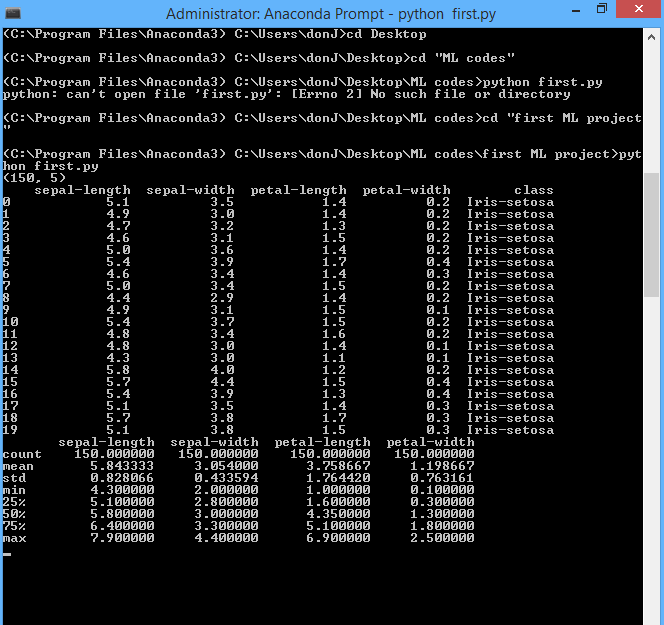 Administrator: Anaconda Prompt - python first.py
(C:\Program Files\Anaconda3) C:\Users\donJ>cd Desktop
(C:\Program Files\Anaconda3) C:\Users\donJ\Desktop>cd "ML codes"
(C:\Program Files\Anaconda3) C:\Users\donJ\Desktop\ML codes>python first.py
python: can't open file 'first.py': [Errno 2] No such file or directory
(C:\Program Files\Anaconda3) C:\Users\donJ\Desktop\ML codes>cd "first ML project
"
(C:\Program Files\Anaconda3) C:\Users\donJ\Desktop\ML codes\first ML project>pyt
hon first.py
(150, 5)
sepal-length sepal-width petal-length petal-width class
0 5.1 3.5 1.4 0.2 Iris-setosa
1 4.9 3.0 1.4 0.2 Iris-setosa
2 4.7 3.2 1.3 0.2 Iris-setosa
3 4.6 3.1 1.5 0.2 Iris-setosa
4 5.0 3.6 1.4 0.2 Iris-setosa
5 5.4 3.9 1.7 0.4 Iris-setosa
6 4.6 3.4 1.4 0.3 Iris-setosa
7 5.0 3.4 1.5 0.2 Iris-setosa
8 4.4 2.9 1.4 0.2 Iris-setosa
9 4.9 3.1 1.5 0.1 Iris-setosa
10 5.4 3.7 1.5 0.2 Iris-setosa
11 4.8 3.4 1.6 0.2 Iris-setosa
12 4.8 3.0 1.4 0.1 Iris-setosa
13 4.3 3.0 1.1 0.1 Iris-setosa
14 5.8 4.0 1.2 0.2 Iris-setosa
15 5.7 4.4 1.5 0.4 Iris-setosa
16 5.4 3.9 1.3 0.4 Iris-setosa
17 5.1 3.5 1.4 0.3 Iris-setosa
18 5.7 3.8 1.7 0.3 Iris-setosa
19 5.1 3.8 1.5 0.3 Iris-setosa
sepal-length sepal-width petal-length petal-width
count 150.000000 150.000000 150.000000 150.000000
mean 5.843333 3.054000 3.758667 1.198667
std 0.828066 0.433594 1.764420 0.763161
min 4.300000 2.000000 1.000000 0.100000
25% 5.100000 2.800000 1.600000 0.300000
50% 5.800000 3.000000 4.350000 1.300000
75% 6.400000 3.300000 5.100000 1.800000
max 7.900000 4.400000 6.900000 2.500000